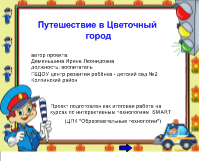 Путешествие в Цветочный
город
автор проекта:
Деменьшина Ирина Леонидовна
должность: воспитатель
ГБДОУ центр развития ребёнка - детский сад №2
Колпинский район
Проект подготовлен как итоговая работа на
курсах по интерактивным технологиям SMART
(ЦПК "Образовательные технологии")